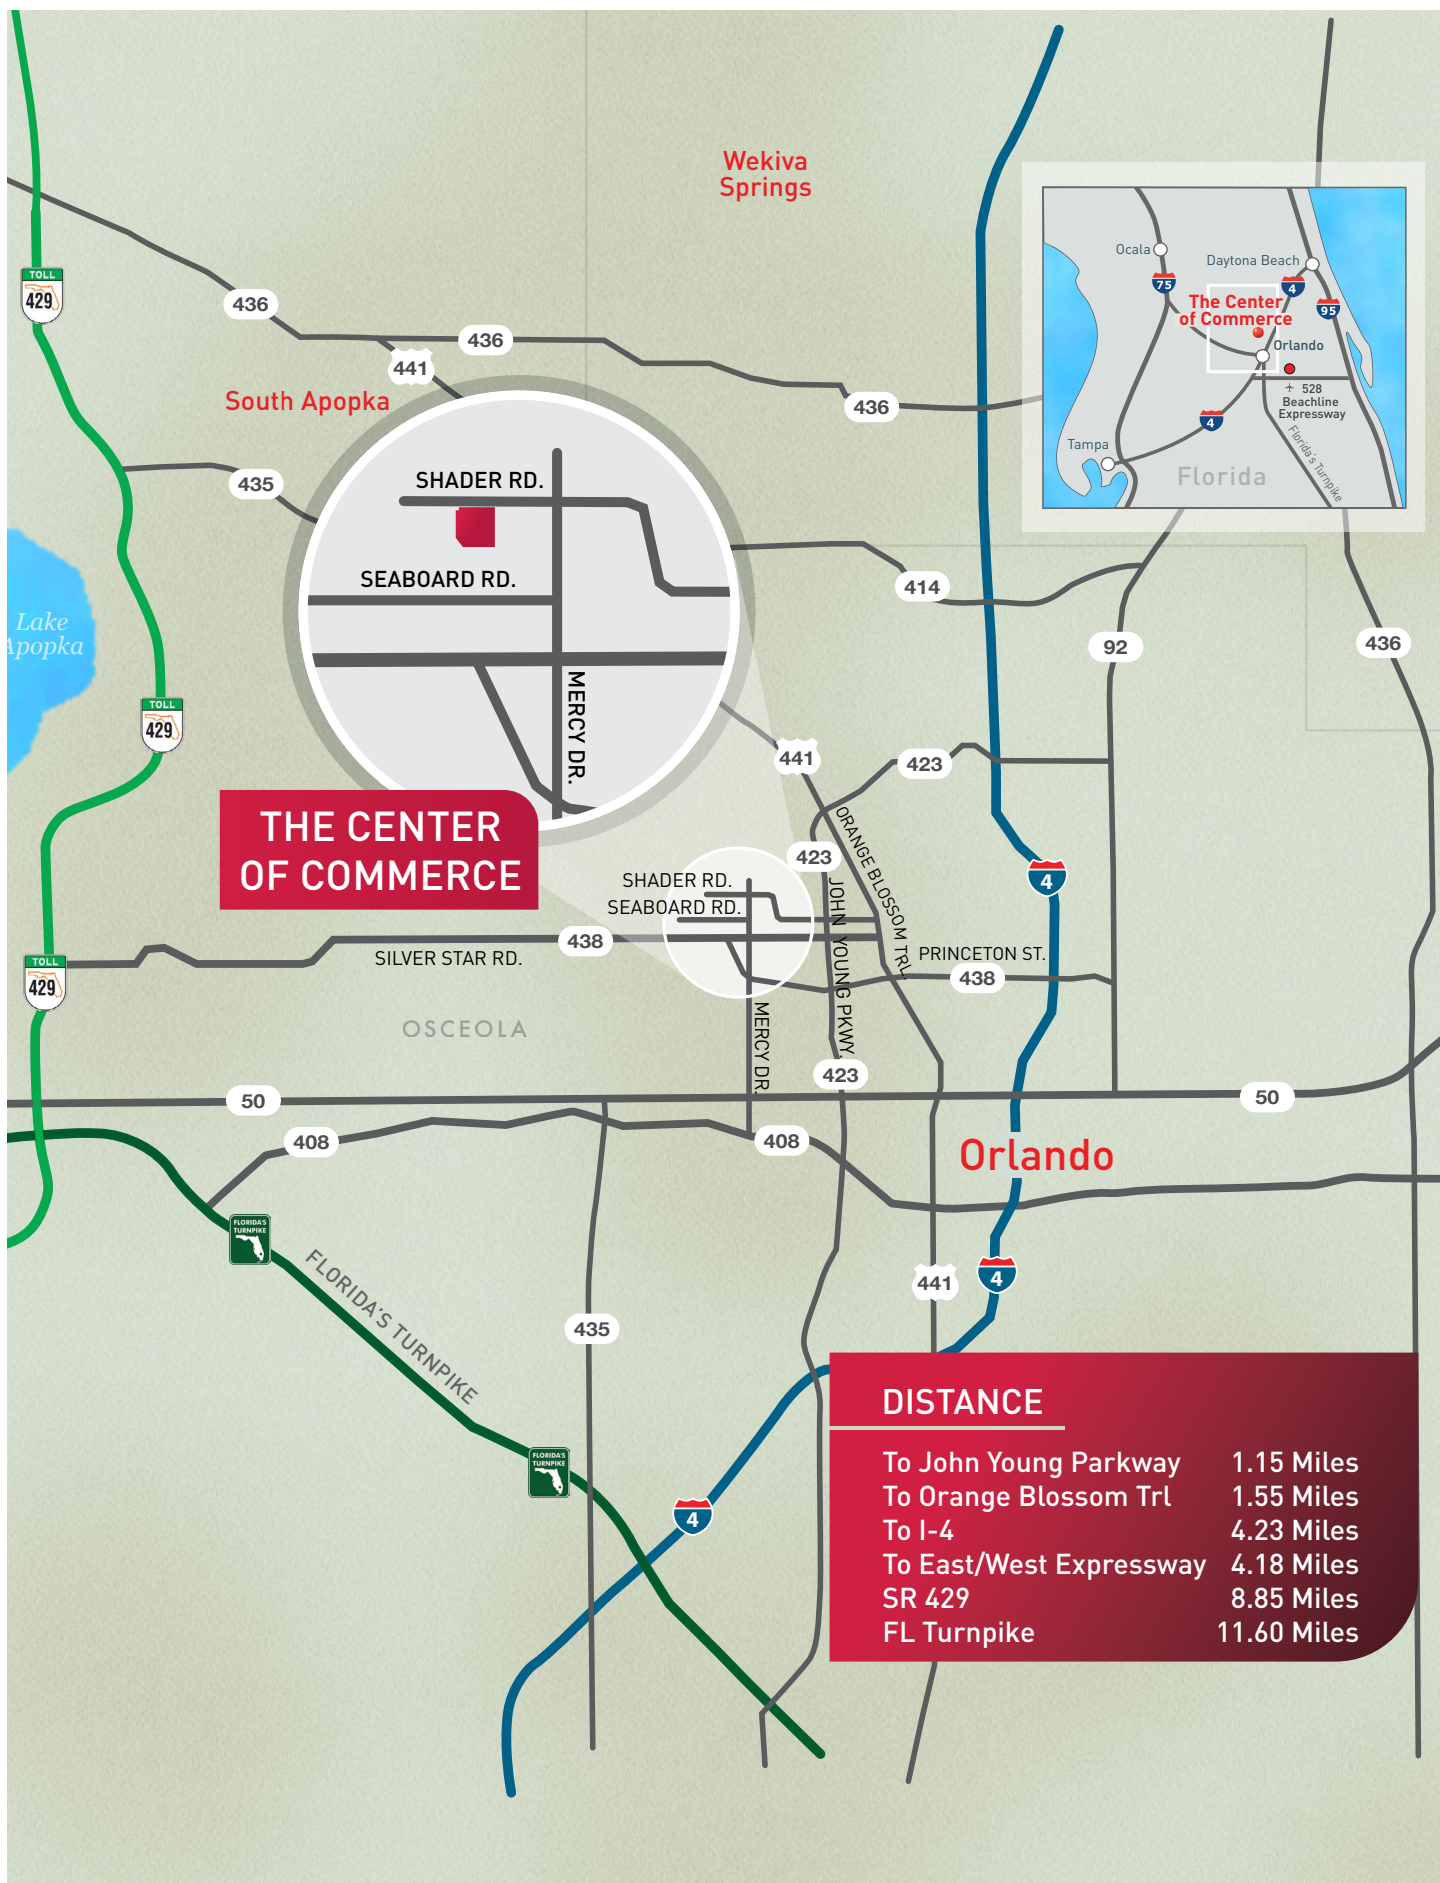 Wekiva
Springs
TOLL
429
436
436
441
South Apopka
436
435
Ocala
75
Daytona Beach
4
95
The Center
of Commerce
Orlando
528
Beachline
Expressway
4
Florida's Turnpike
Tampa
Florida
SHADER RD.
SEABOARD RD.
MERCY DR.
414
92
436
Lake
Apopka
TOLL
429
441
423
THE CENTER
OF COMMERCE
423
ORANGE BLOSSOM TRL.
JOHN YOUNG PKWY.
4
SHADER RD.
SEABOARD RD.
438
SILVER STAR RD.
PRINCETON ST.
438
TOLL
429
OSCEOLA
MERCY DR.
423
50
50
408
408
Orlando
FLORIDA'S
TURNPIKE
FLORIDA'S TURNPIKE
441
4
435
FLORIDA'S
TURNPIKE
4
DISTANCE
To John Young Parkway 1.15 Miles
To Orange Blossom Trl 1.55 Miles
To I-4 4.23 Miles
To East/West Expressway 4.18 Miles
SR 429 8.85 Miles
FL Turnpike 11.60 Miles